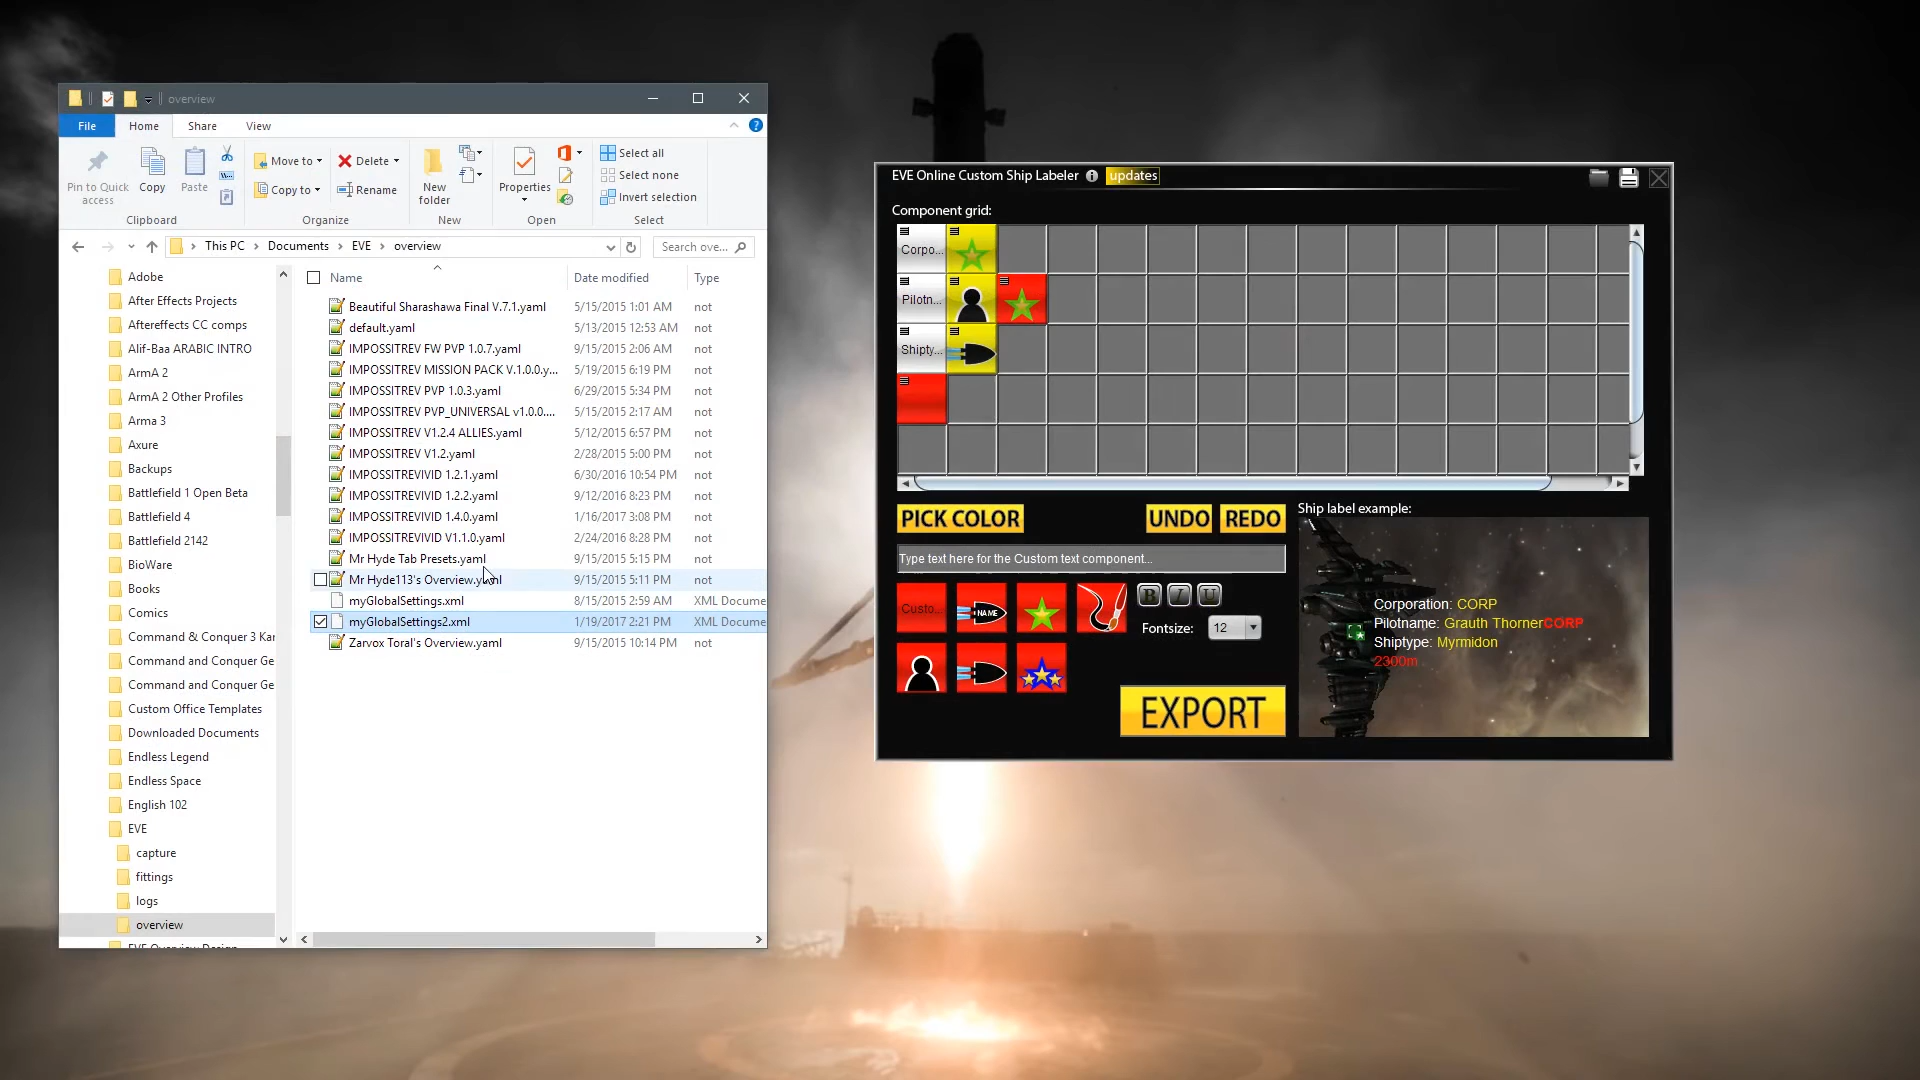 overview
File Home Share View
Pin to Quick access
Copy
Paste
Clipboard
Move to
Copy to
Delete
Rename
Organize
New folder
New
Properties
Open
Select all
Select none
Invert selection
Select
This PC > Documents > EVE > overview
Search ove...
Adobe
After Effects Projects
Aftereffects CC comps
Alif-Baa ARABIC INTRO
ArmA 2
ArmA 2 Other Profiles
Arma 3
Axure
Backups
Battlefield 1 Open Beta
Battlefield 4
Battlefield 2142
BioWare
Books
Comics
Command & Conquer 3 Kar
Command and Conquer Ge
Command and Conquer Ge
Custom Office Templates
Downloaded Documents
Endless Legend
Endless Space
English 102
EVE
capture
fittings
logs
overview
EVE Overview Design
Name Date modified Type
Beautiful Sharashawa Final V.7.1.yaml 5/15/2015 1:01 AM not
default.yaml 5/13/2015 12:53 AM not
IMPOSSITREV FW PVP 1.0.7.yaml 9/15/2015 2:06 AM not
IMPOSSITREV MISSION PACK V.1.0.0.y... 5/19/2015 6:19 PM not
IMPOSSITREV PVP 1.0.3.yaml 6/29/2015 5:34 PM not
IMPOSSITREV PVP_UNIVERSAL v1.0.0.... 5/15/2015 2:17 AM not
IMPOSSITREV V1.2.4 ALLIES.yaml 5/12/2015 6:57 PM not
IMPOSSITREV V1.2.yaml 2/28/2015 5:00 PM not
IMPOSSITREVIVID 1.2.1.yaml 6/30/2016 10:54 PM not
IMPOSSITREVIVID 1.2.2.yaml 9/12/2016 8:23 PM not
IMPOSSITREVIVID 1.4.0.yaml 1/16/2017 3:08 PM not
IMPOSSITREVIVID V1.1.0.yaml 2/24/2016 8:28 PM not
Mr Hyde Tab Presets.yaml 9/15/2015 5:15 PM not
Mr Hyde113's Overview.yaml 9/15/2015 5:11 PM not
myGlobalSettings.xml 8/15/2015 2:59 AM XML Docume
myGlobalSettings2.xml 1/19/2017 2:21 PM XML Docume
Zarvox Toral's Overview.yaml 9/15/2015 10:14 PM not
EVE Online Custom Ship Labeler updates
Component grid:
Corpo...
Pilotn...
Shipty...
PICK COLOR UNDO REDO
Type text here for the Custom text component...
Custo...
NAME
B I U
Fontsize: 12
EXPORT
Ship label example:
Corporation: CORP
Pilotname: Grauth ThornerCORP
Shiptype: Myrmidon
2300m